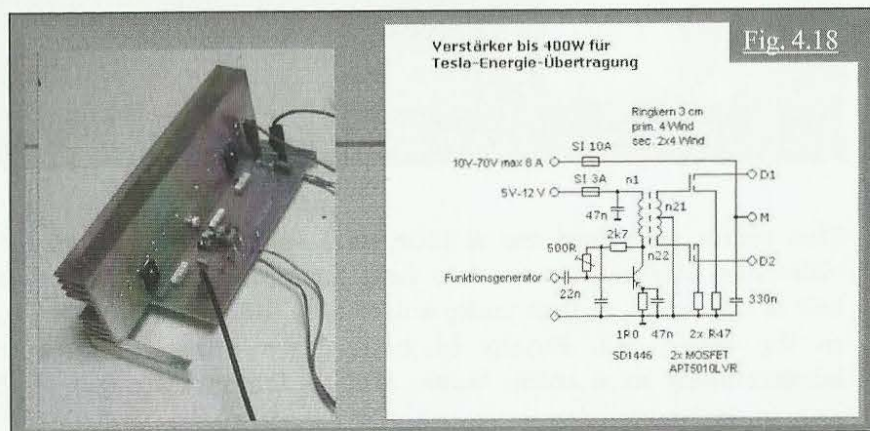 Verstärker bis 400W für
Tesla-Energie-Übertragung
Fig. 4.18
Ringkern 3 cm
prim. 4 Wind
sec. 2x4 Wind
SI 10A
10V-70V max 8 A
D1
SI 3A
n1
5V-12 V
n21
M
47n
2k7
500R
n22
D2
Funktionsgenerator
22n
330n
1R0
47n
2x R47
SD1446
2x MOSFET
APT5010LVR